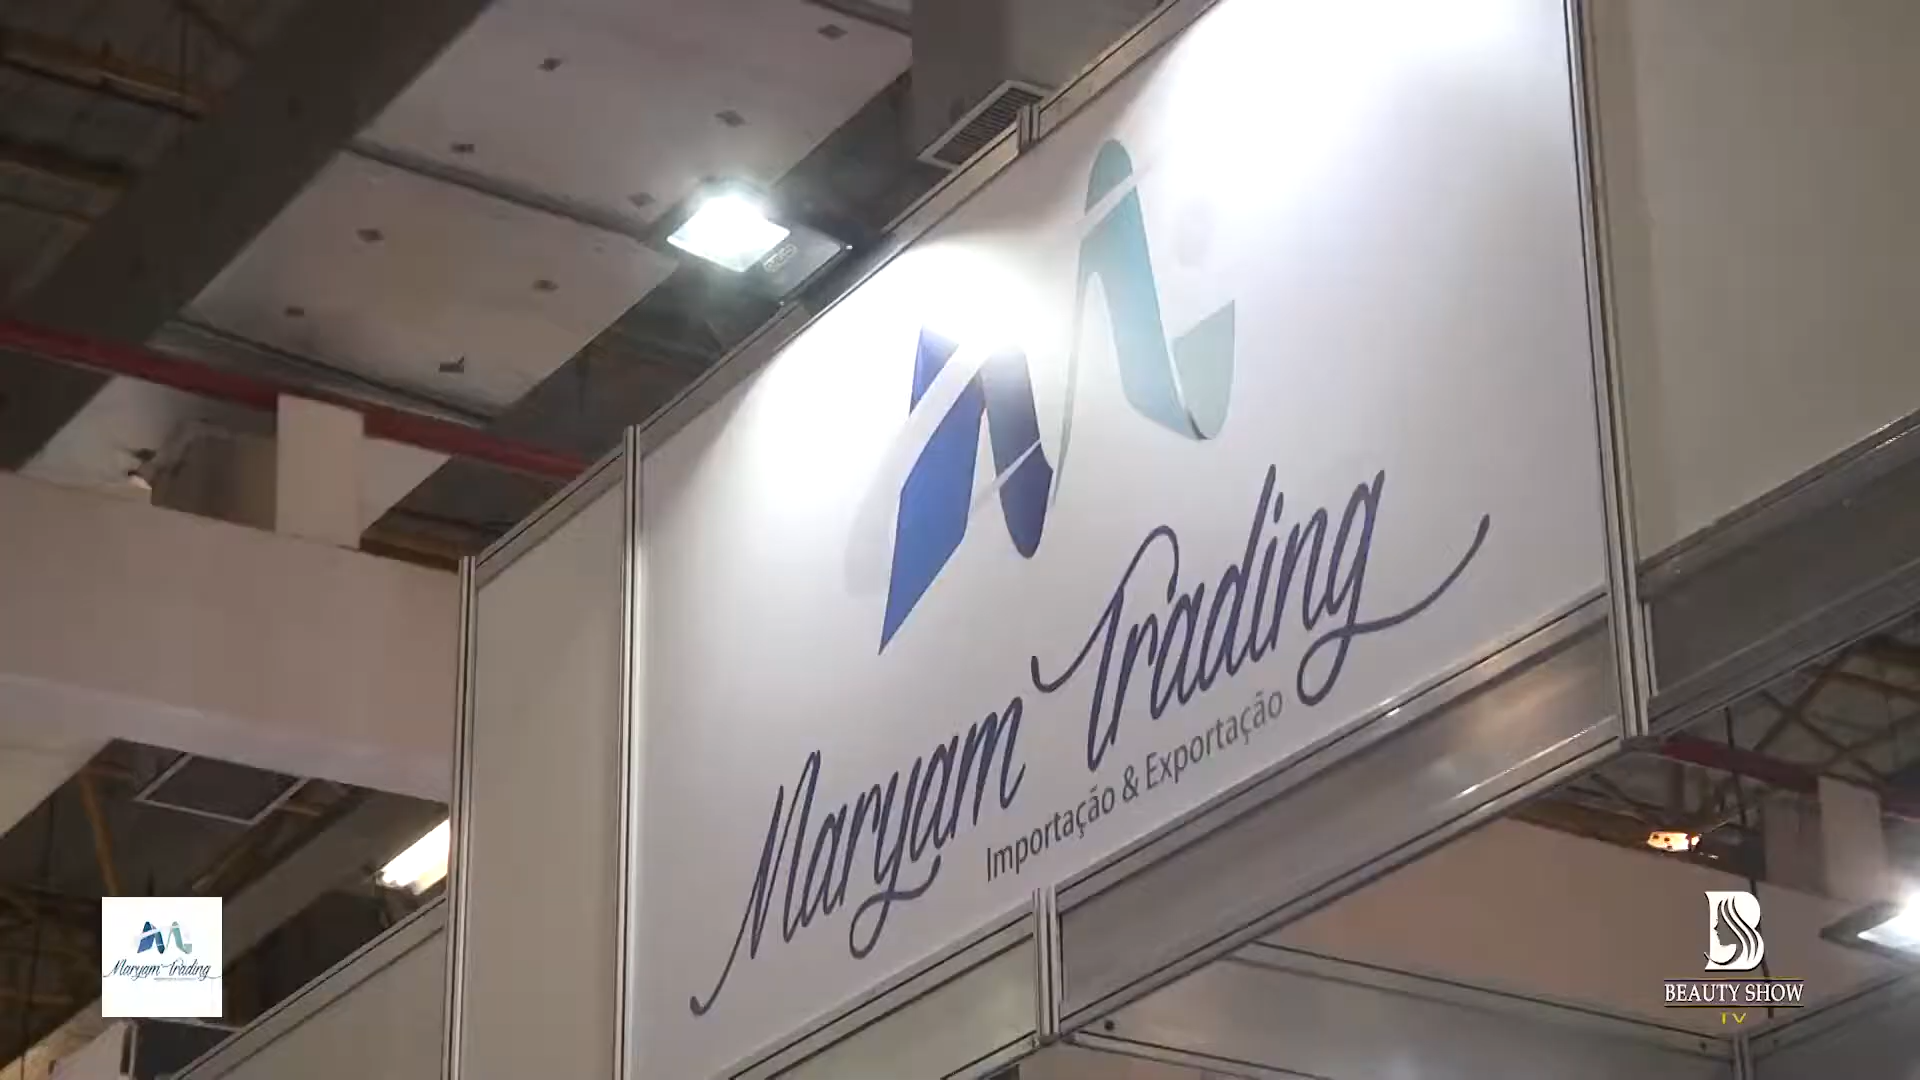 Maryam Trading
Importação & Exportação
Maryam Trading
BEAUTY SHOW
TV